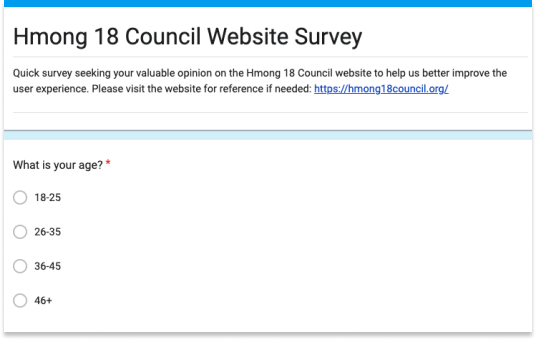 Hmong 18 Council Website Survey
Quick survey seeking your valuable opinion on the Hmong 18 Council website to help us better improve the
user experience. Please visit the website for reference if needed: https://hmong18council.org/
What is your age? *
18-25
26-35
36-45
46+